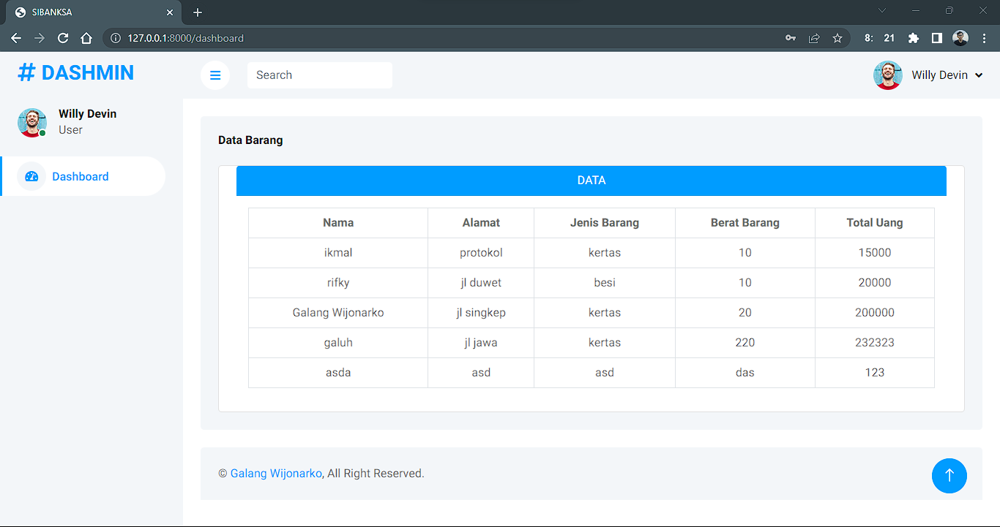 SIBANKSA
127.0.0.1:8000/dashboard
8: 21
# DASHMIN
Search
Willy Devin
Willy Devin
User
Dashboard
Data Barang
DATA
Nama Alamat Jenis Barang Berat Barang Total Uang
ikmal protokol kertas 10 15000
rifky jl duwet besi 10 20000
Galang Wijonarko jl singkep kertas 20 200000
galuh jl jawa kertas 220 232323
asda asd asd das 123
© Galang Wijonarko, All Right Reserved.